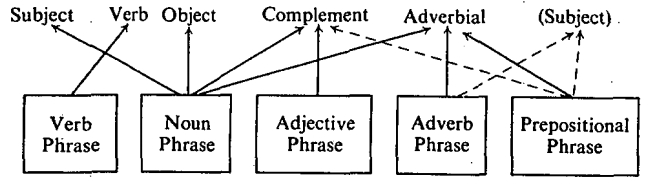 Subject Verb Object Complement Adverbial (Subject)
Verb Noun Adjective Adverb Prepositional
Phrase Phrase Phrase Phrase Phrase